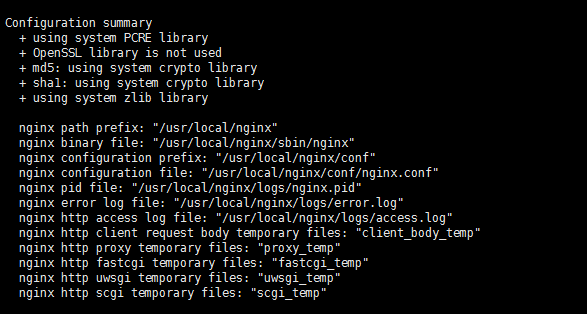 Configuration summary
+ using system PCRE library
+ OpenSSL library is not used
+ md5: using system crypto library
+ sha1: using system crypto library
+ using system zlib library
nginx path prefix: "/usr/local/nginx"
nginx binary file: "/usr/local/nginx/sbin/nginx"
nginx configuration prefix: "/usr/local/nginx/conf"
nginx configuration file: "/usr/local/nginx/conf/nginx.conf"
nginx pid file: "/usr/local/nginx/logs/nginx.pid"
nginx error log file: "/usr/local/nginx/logs/error.log"
nginx http access log file: "/usr/local/nginx/logs/access.log"
nginx http client request body temporary files: "client_body_temp"
nginx http proxy temporary files: "proxy_temp"
nginx http fastcgi temporary files: "fastcgi_temp"
nginx http uwsgi temporary files: "uwsgi_temp"
nginx http scgi temporary files: "scgi_temp"